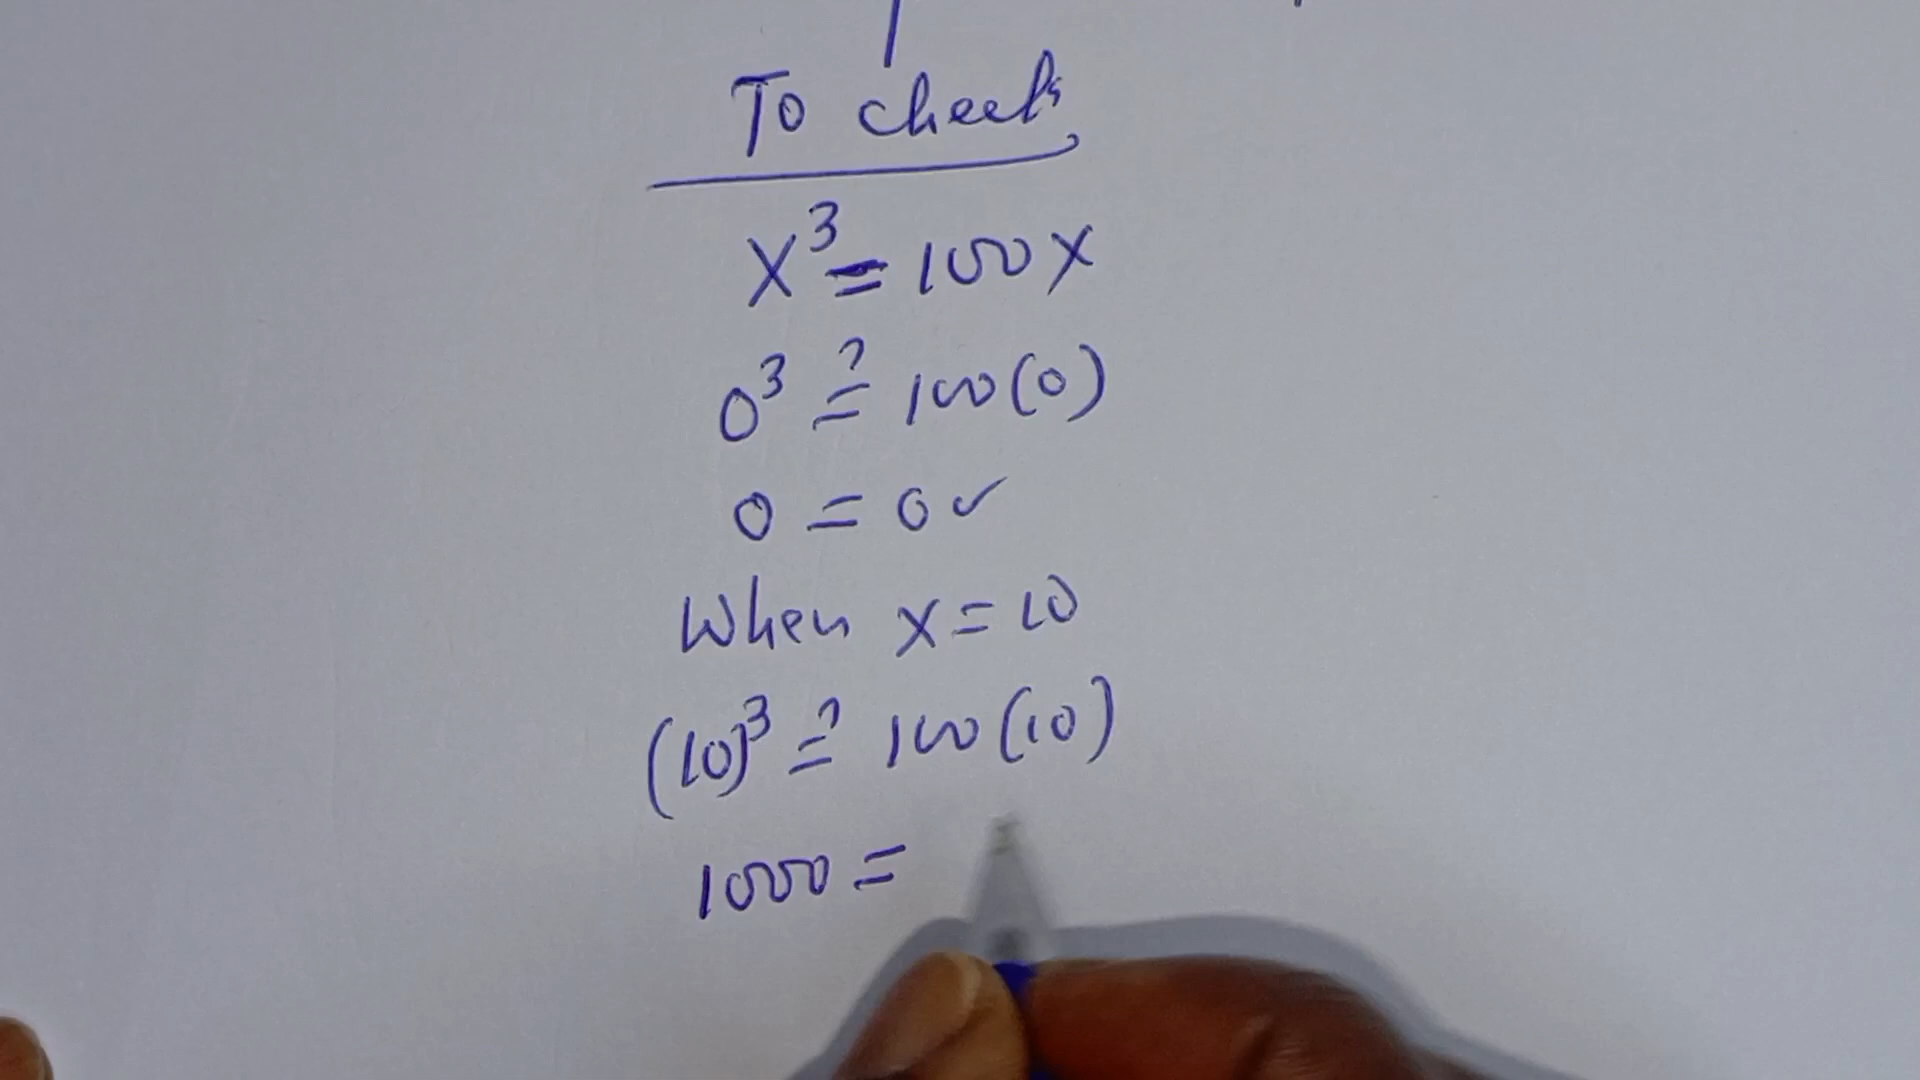 To check
x³ = 100x
0³ ≟ 100(0)
0 = 0 ✓
When x = 10
(10)³ ≟ 100(10)
1000 =